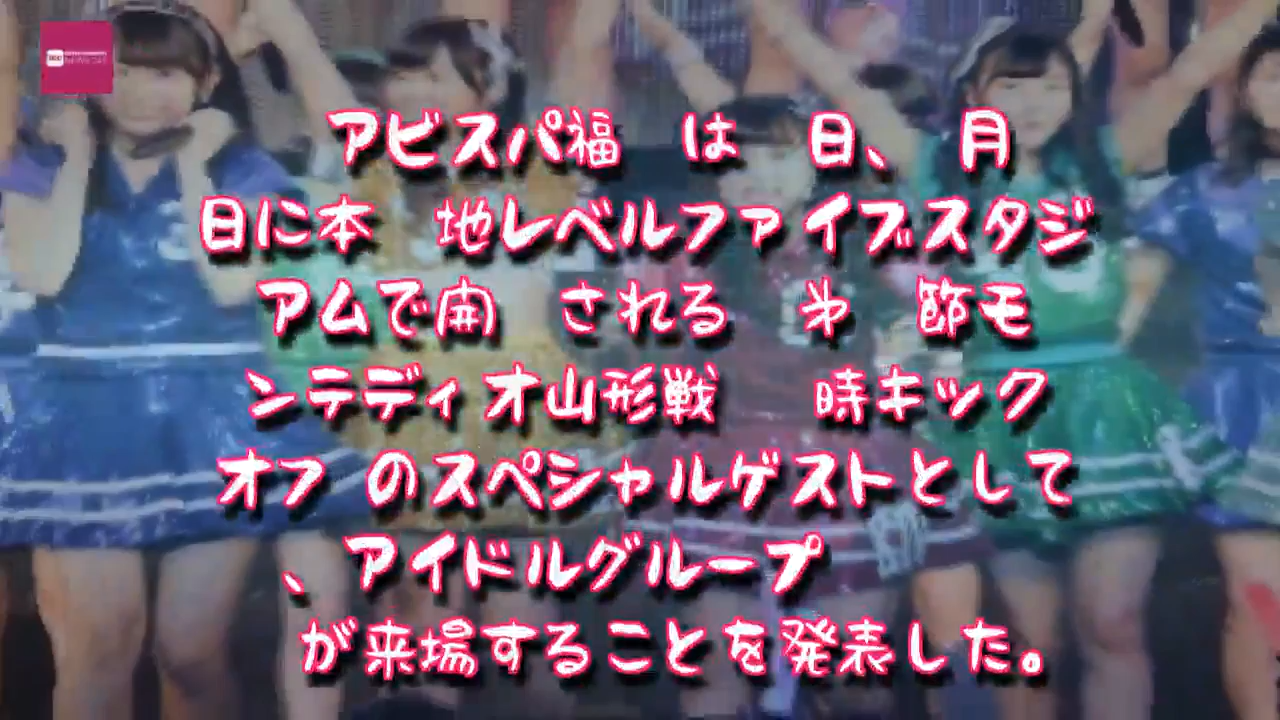 アビスパ福 は 日、 月
日に本 地レベルファイブスタジ
アムで開 される 为 節モ
ンテディオ山形戦 時キック
オフ のスペシャルゲストとして
、アイドルグループ
が来場することを発表した。